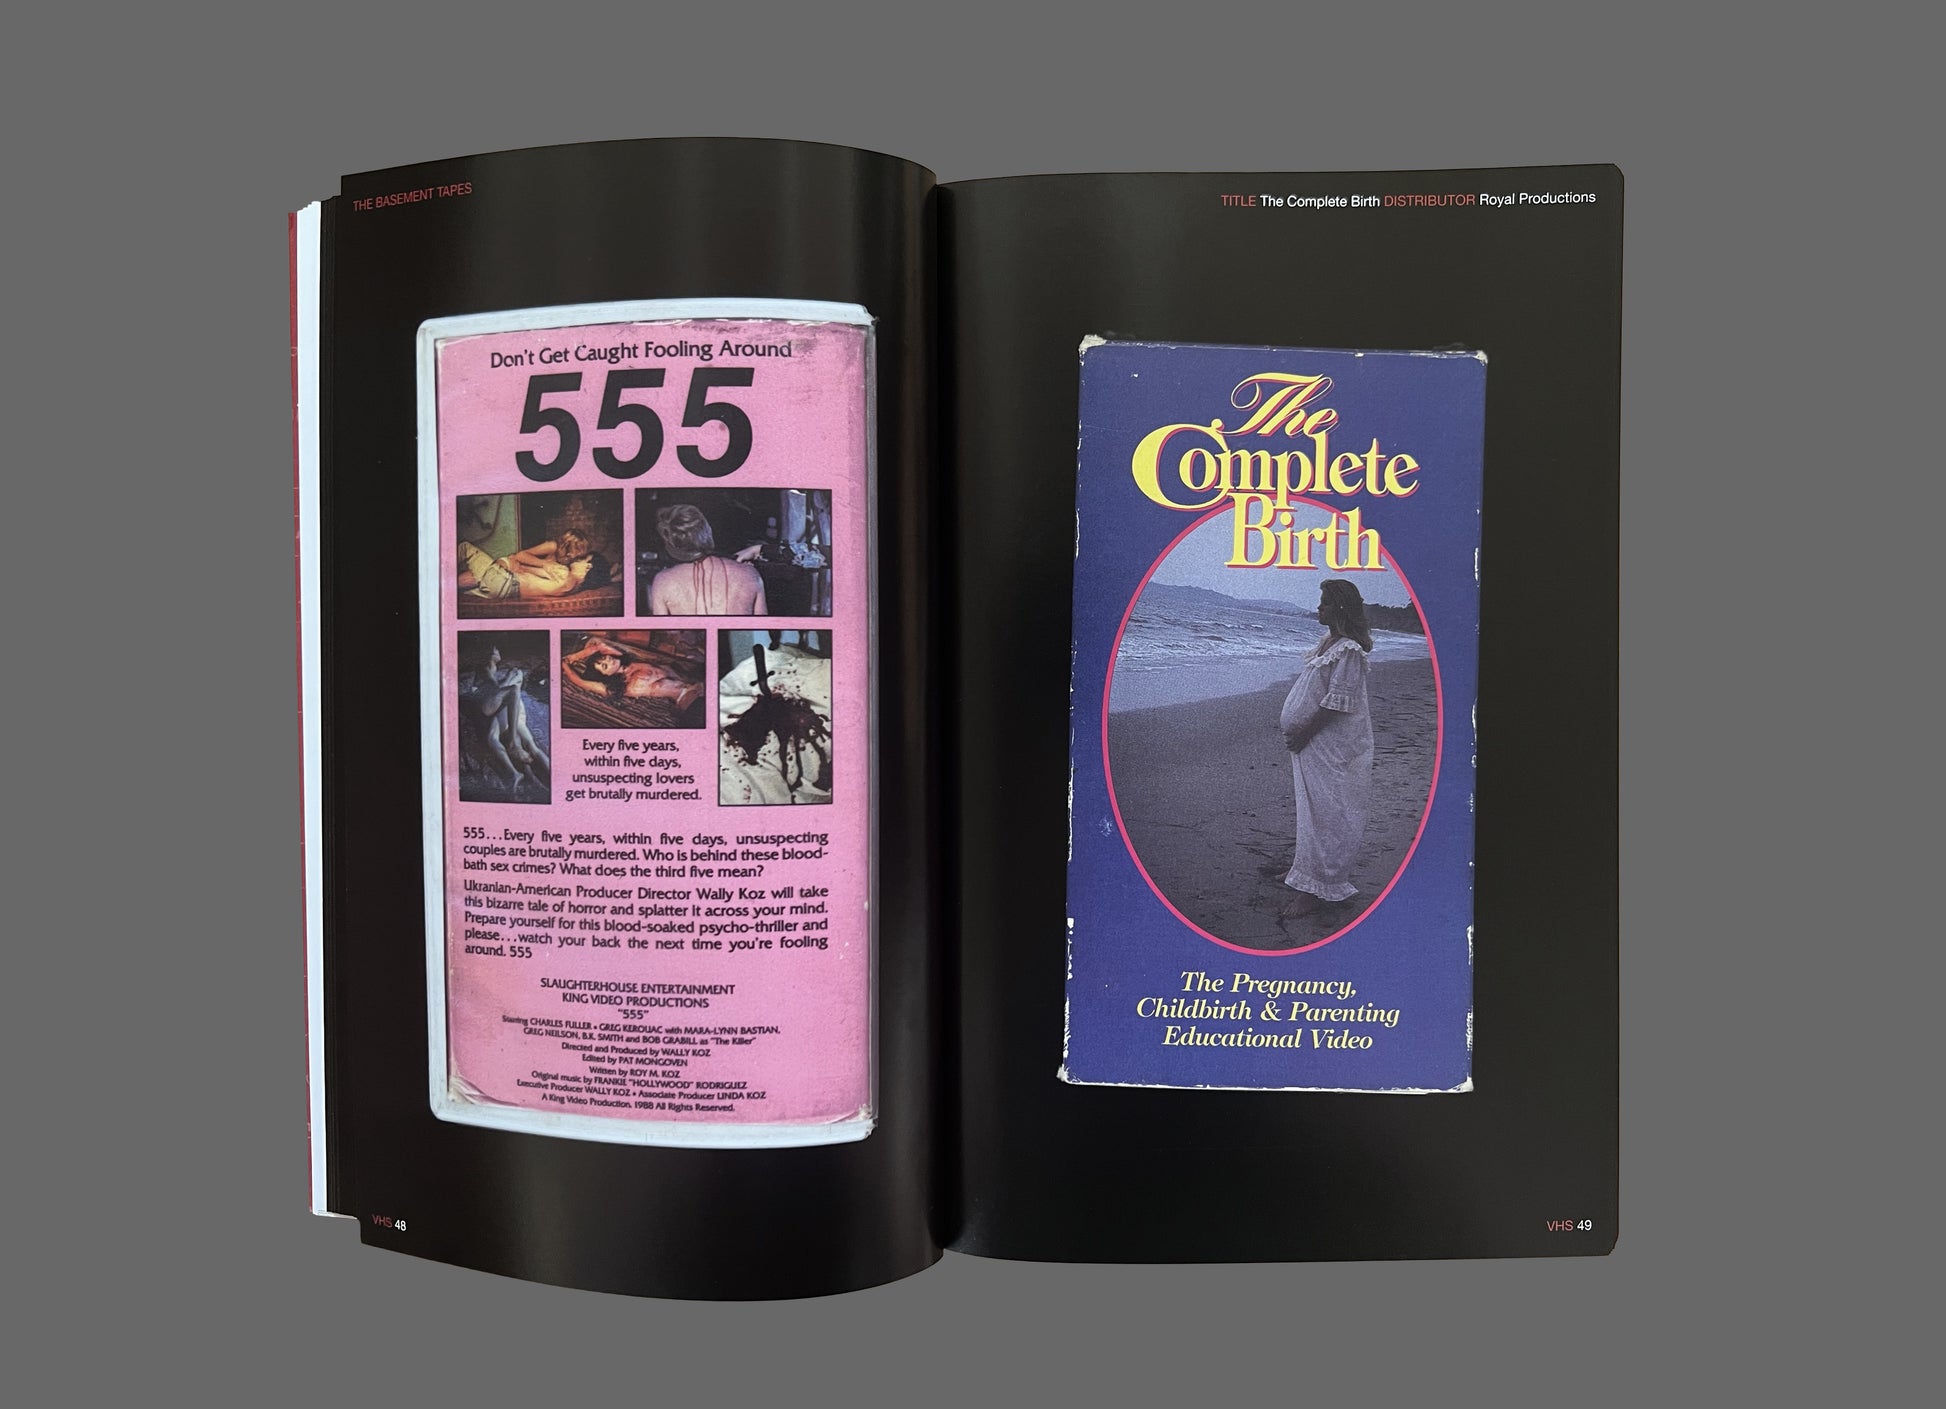 THE BASEMENT TAPES
Don't Get Caught Fooling Around
555
Every five years,
within five days,
unsuspecting lovers
get brutally murdered.
555...Every five years, within five days, unsuspecting
couples are brutally murdered. Who is behind these blood-
bath sex crimes? What does the third five mean?
Ukranian-American Producer Director Wally Koz will take
this bizarre tale of horror and splatter it across your mind.
Prepare yourself for this blood-soaked psycho-thriller and
please...watch your back the next time you're fooling
around. 555
SLAUGHTERHOUSE ENTERTAINMENT
KING VIDEO PRODUCTIONS
"555"
Starring CHARLES FULLER • GREG KEROUAC with MARA-LYNN BASTIAN,
GREG NEILSON, B.K. SMITH and BOB GRABILL as "The Killer"
Directed and Produced by WALLY KOZ
Edited by PAT MONGOVEN
Written by ROY M. KOZ
Original music by FRANKIE "HOLLYWOOD" RODRIGUEZ
Executive Producer WALLY KOZ • Associate Producer LINDA KOZ
A King Video Production. 1988 All Rights Reserved.
VHS 48
TITLE The Complete Birth DISTRIBUTOR Royal Productions
The
Complete
Birth
The Pregnancy,
Childbirth & Parenting
Educational Video
VHS 49